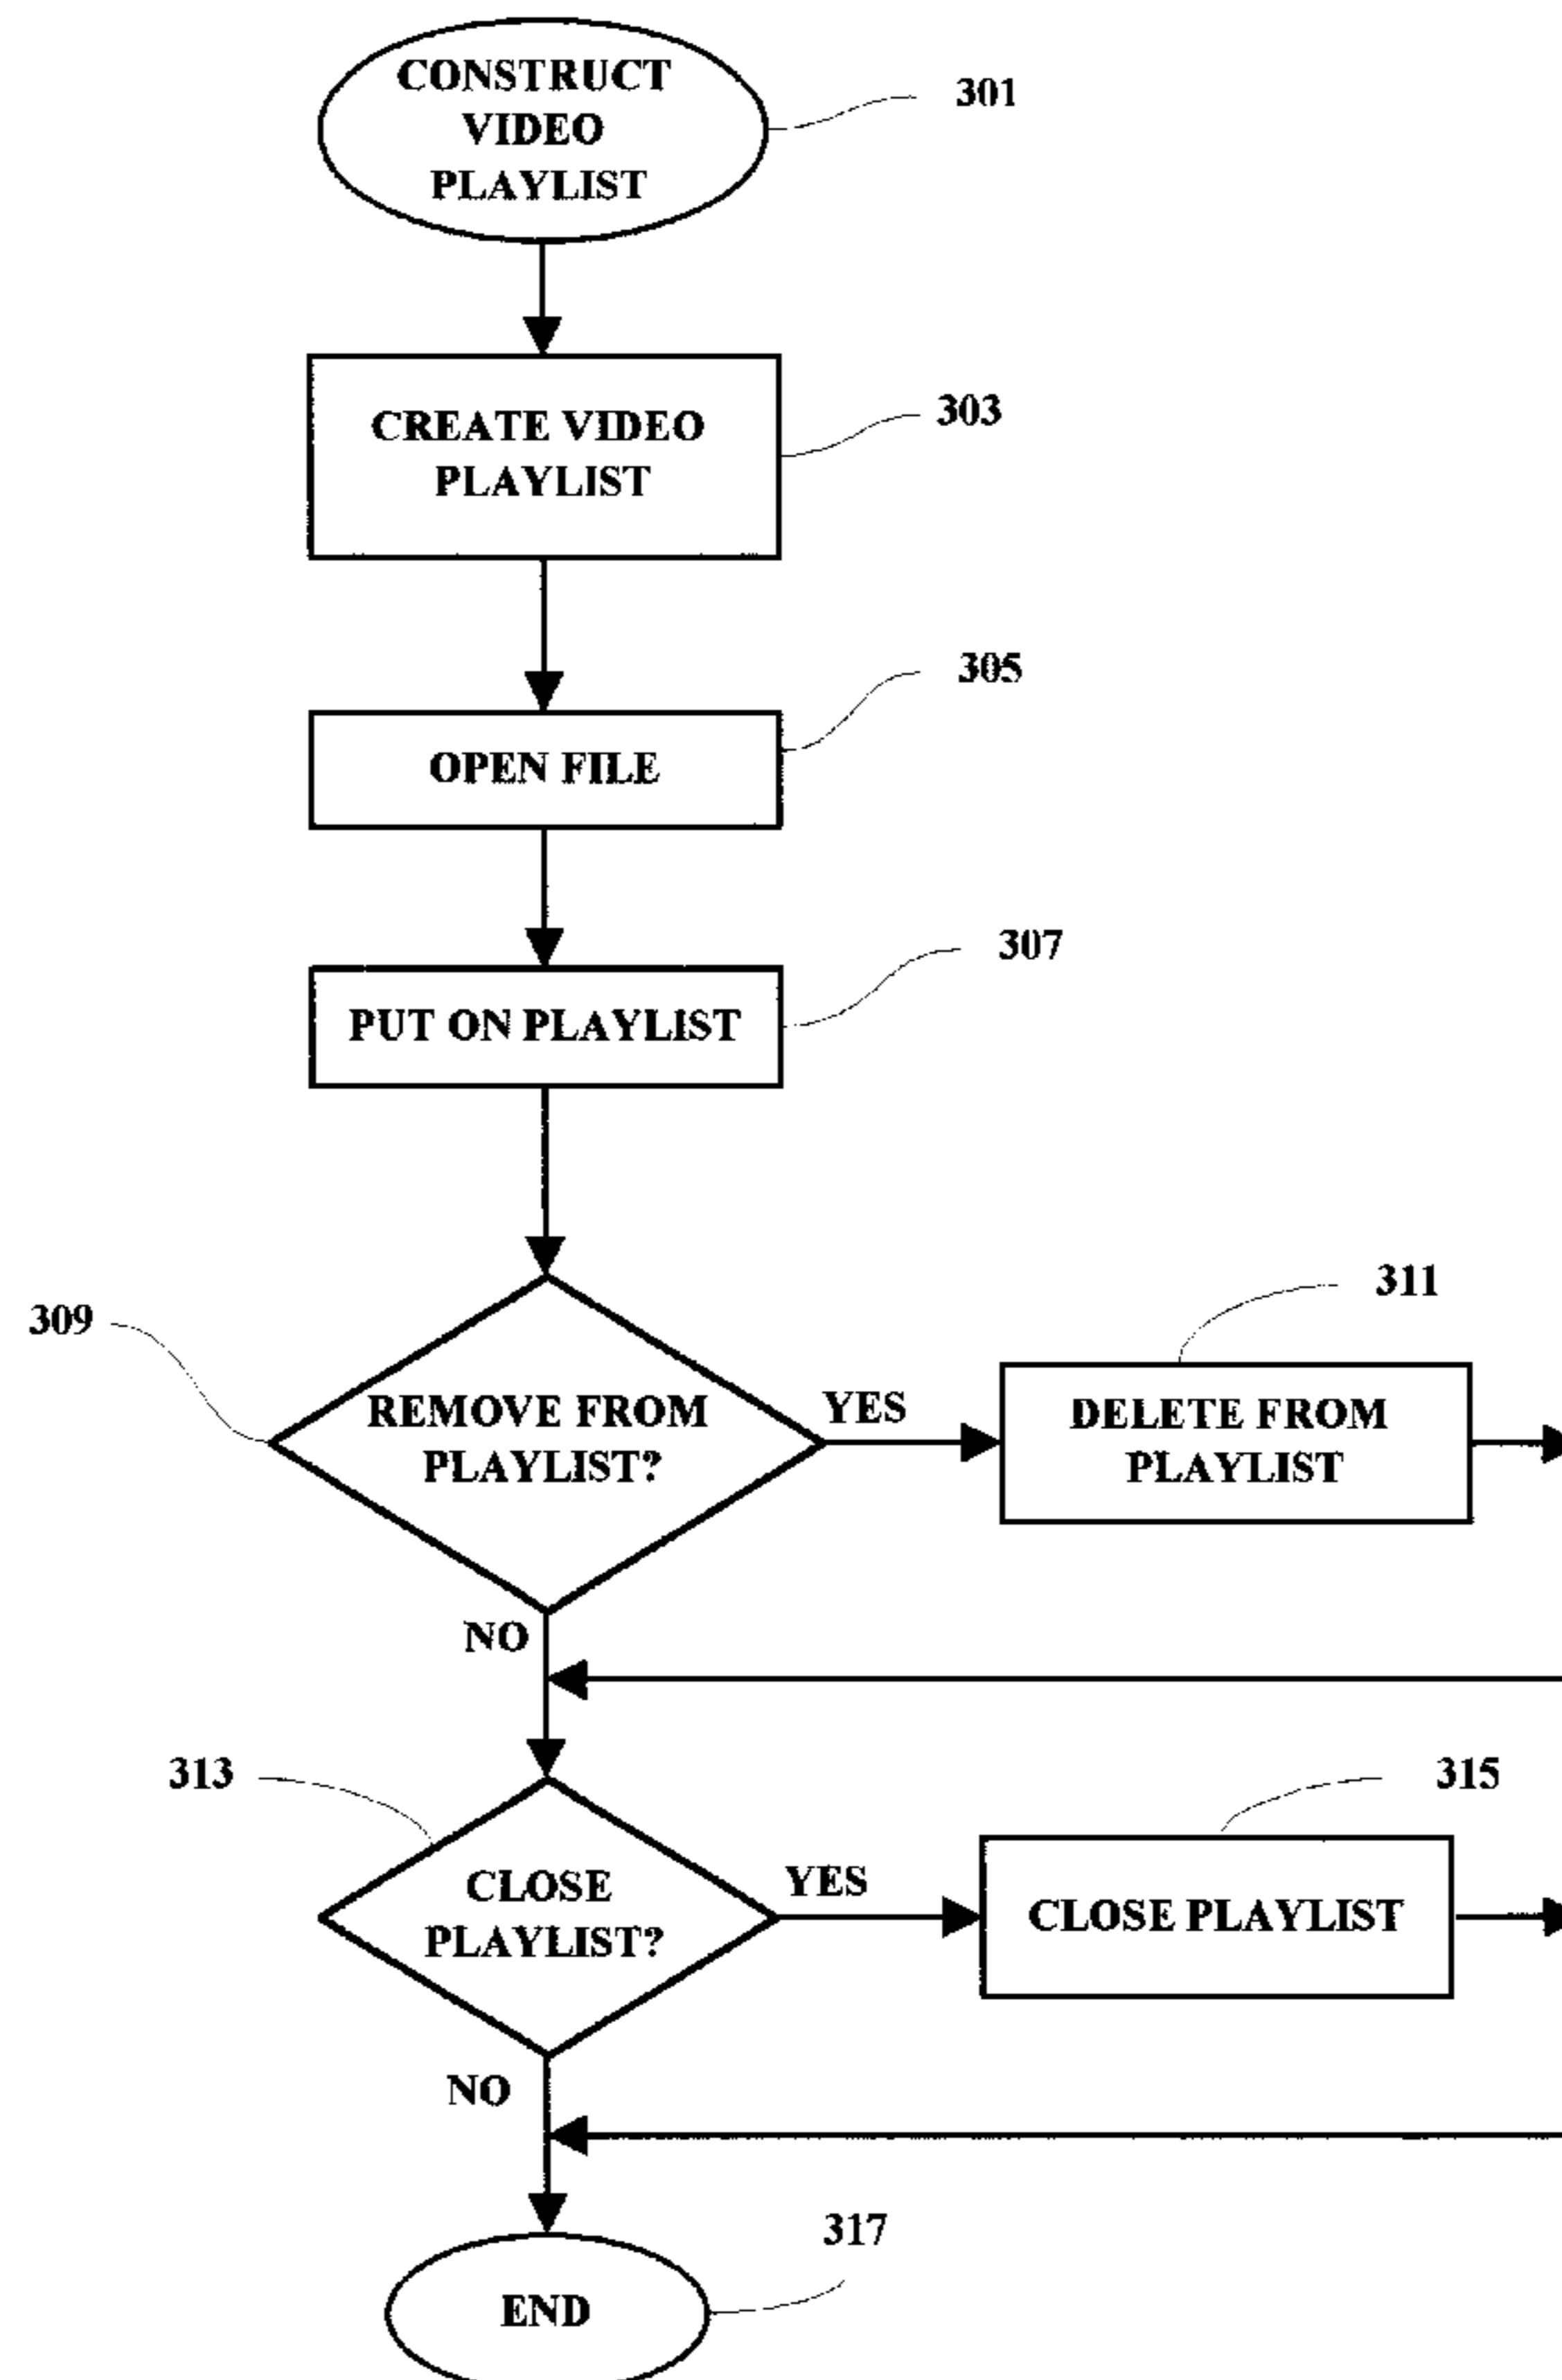 CONSTRUCT
VIDEO
PLAYLIST
301
CREATE VIDEO
PLAYLIST
303
OPEN FILE
305
PUT ON PLAYLIST
307
309
REMOVE FROM
PLAYLIST?
YES
DELETE FROM
PLAYLIST
311
NO
313
CLOSE
PLAYLIST?
YES
CLOSE PLAYLIST
315
NO
END
317